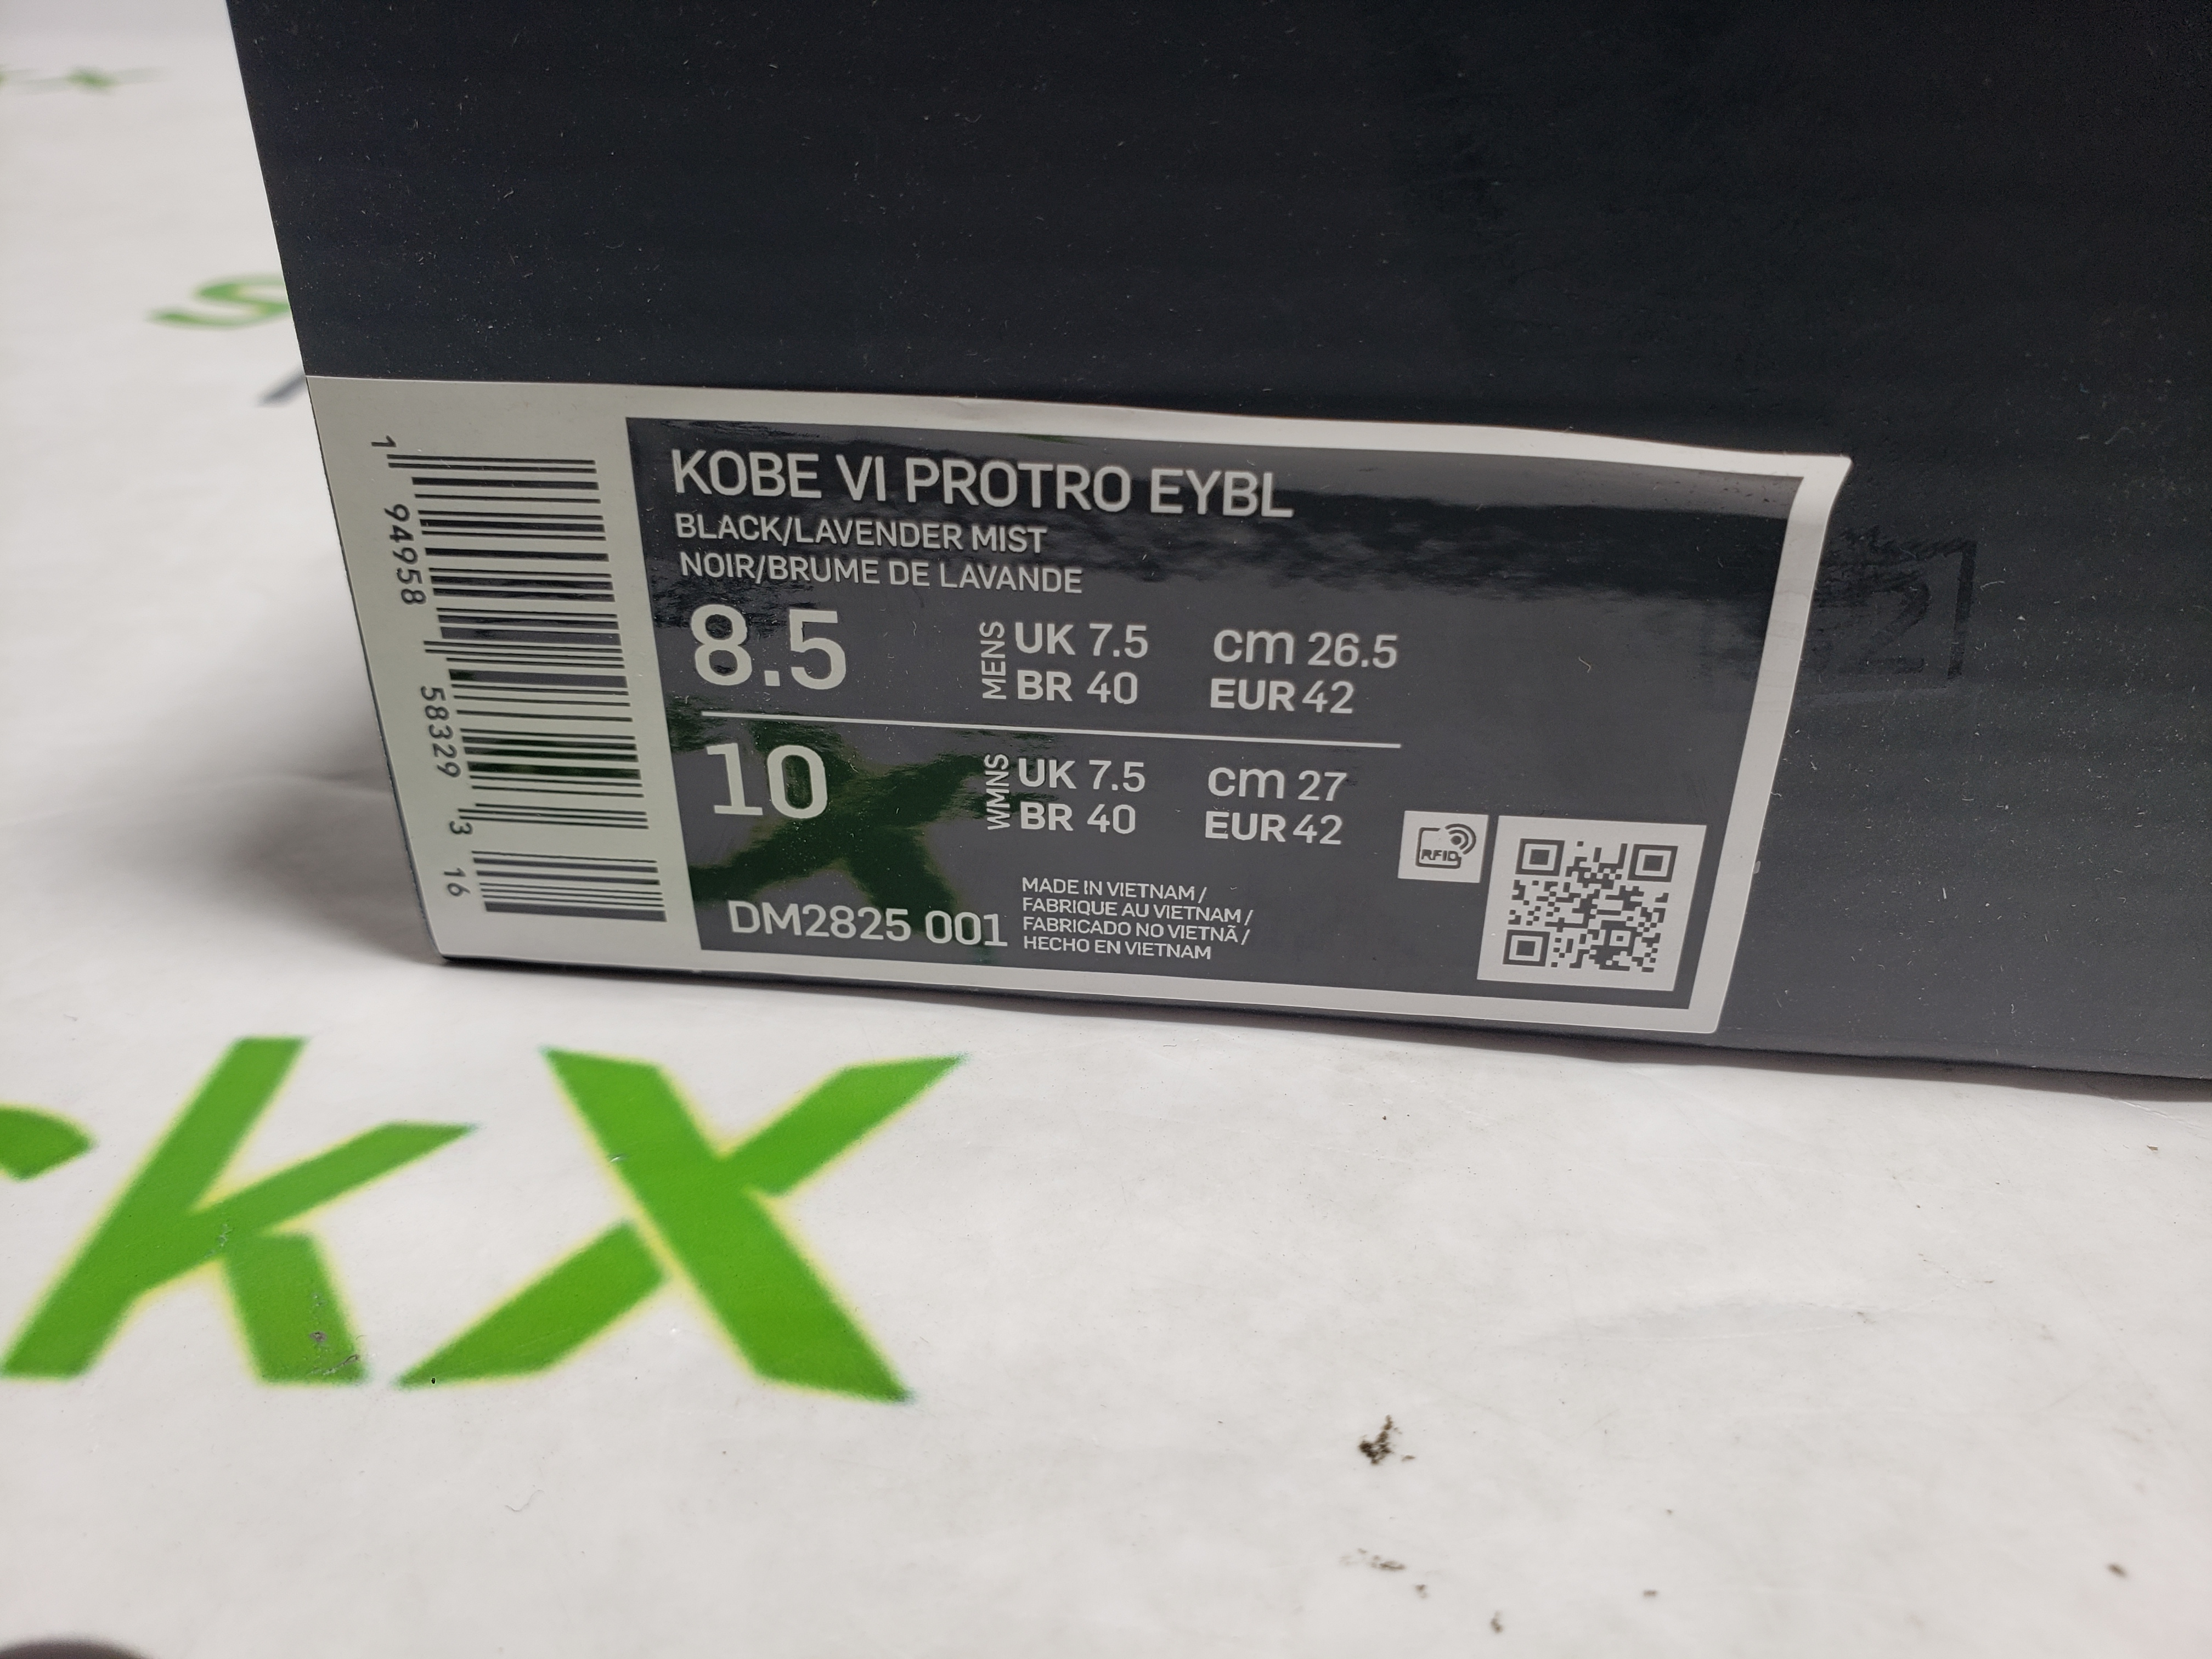 1 94958 58329 3 16
KOBE VI PROTRO EYBL
BLACK/LAVENDER MIST
NOIR/BRUME DE LAVANDE
8.5 MENS UK 7.5 cm 26.5
BR 40 EUR 42
10 WMNS UK 7.5 cm 27
BR 40 EUR 42
DM2825 001
MADE IN VIETNAM /
FABRIQUE AU VIETNAM /
FABRICADO NO VIETNÃ /
HECHO EN VIETNAM
RFID
ckX